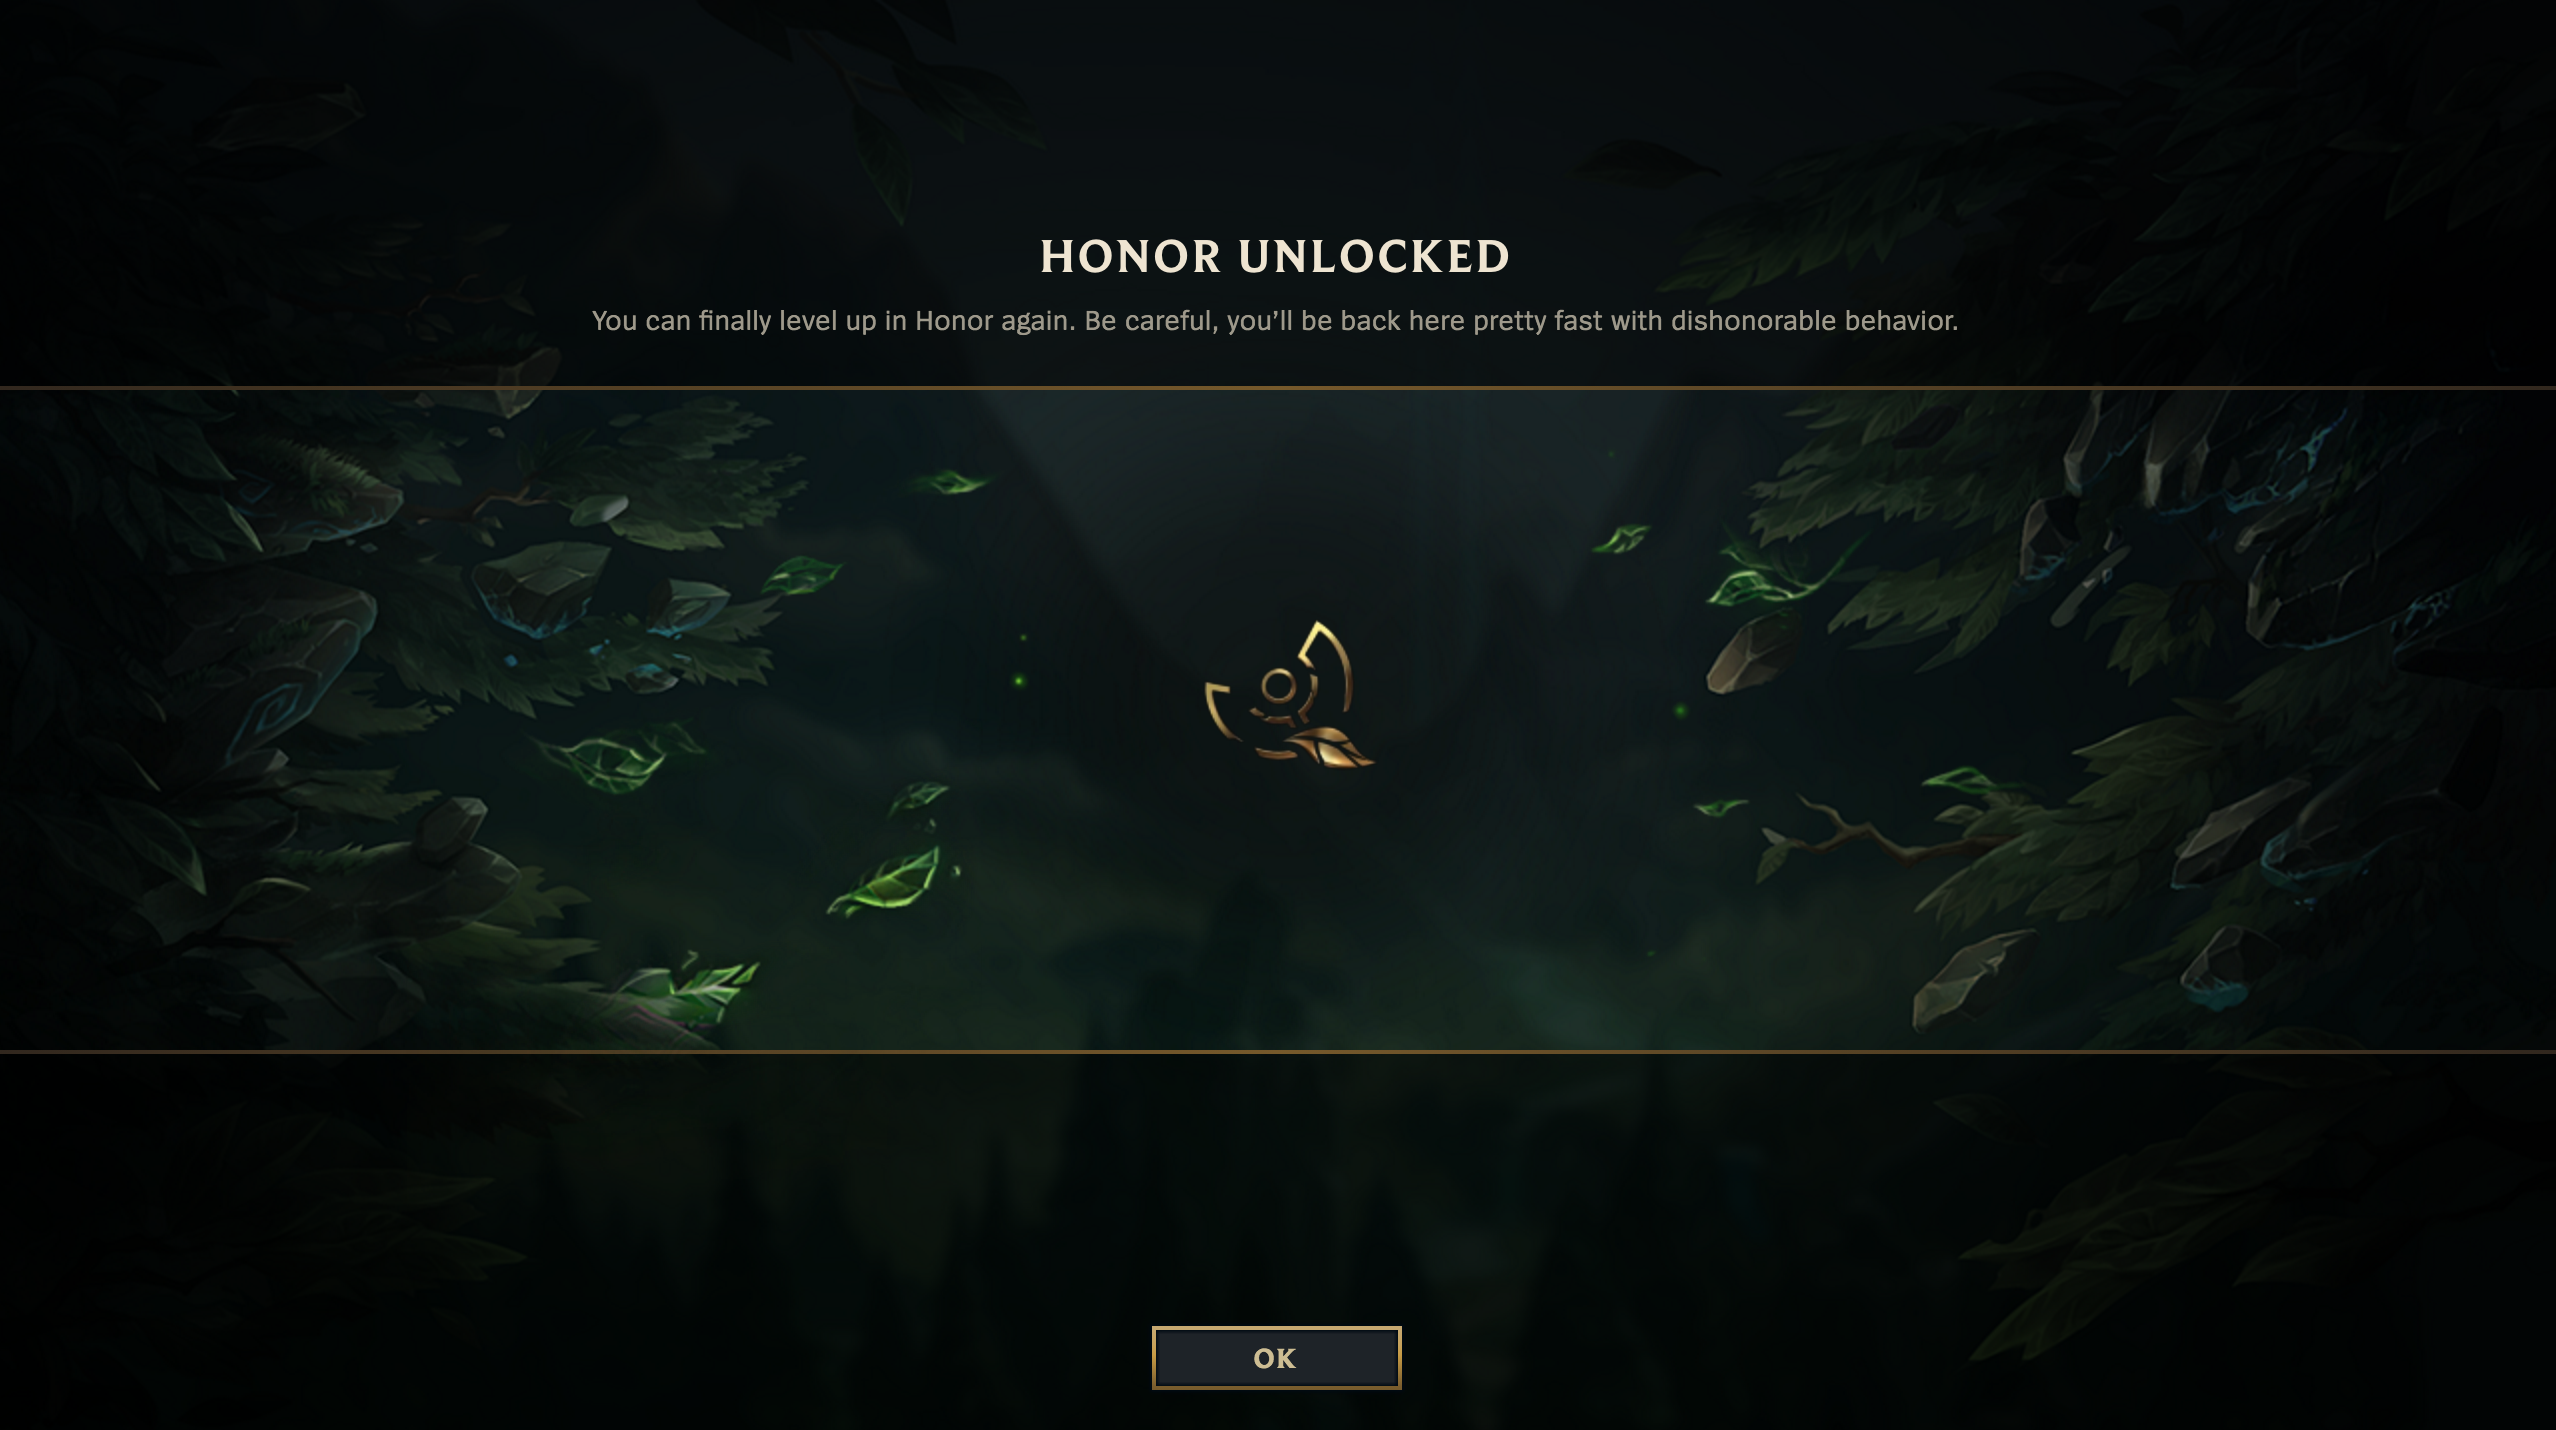 HONOR UNLOCKED
You can finally level up in Honor again. Be careful, you’ll be back here pretty fast with dishonorable behavior.
OK